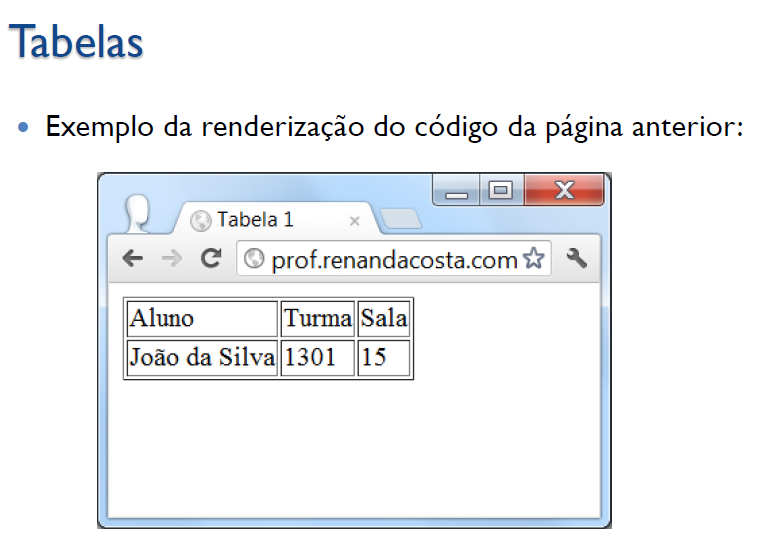 Tabelas
• Exemplo da renderização do código da página anterior:
Tabela 1
prof.renandacosta.com
Aluno Turma Sala
João da Silva 1301 15